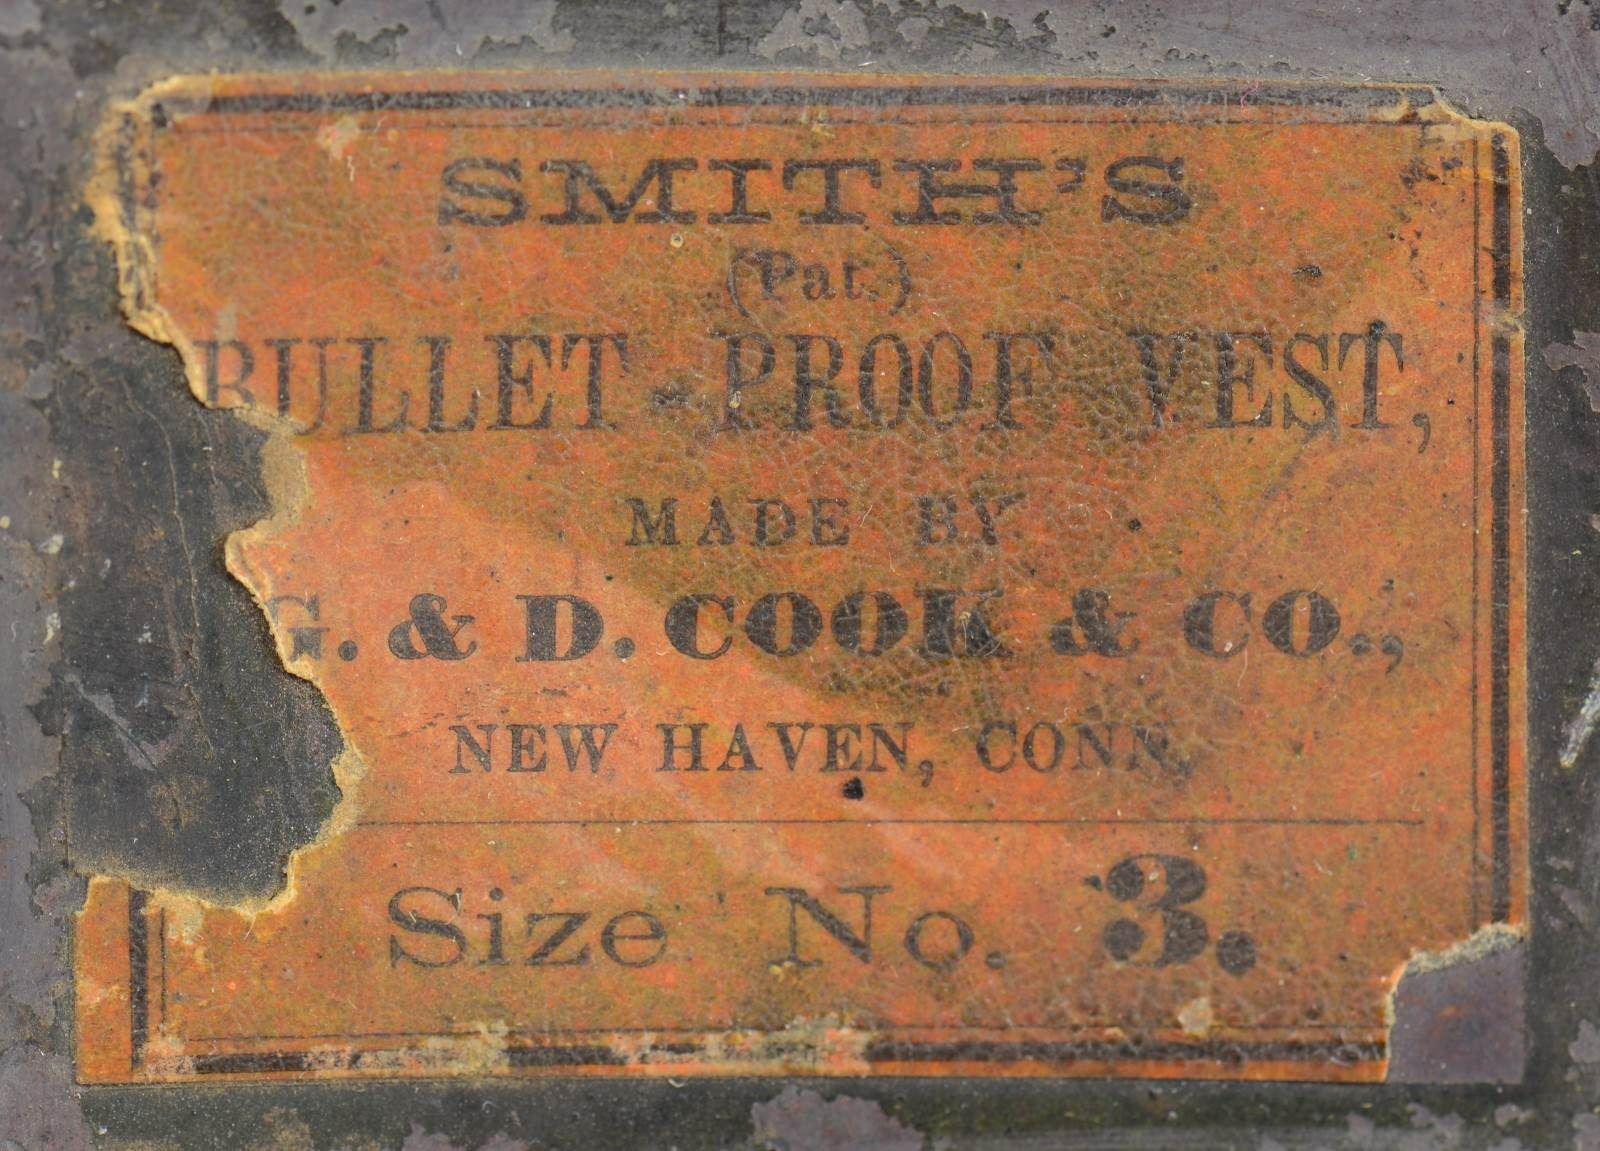 SMITH'S
(Pat.)
BULLET-PROOF VEST,
MADE BY
G. & D. COOK & CO.,
NEW HAVEN, CONN,
Size No. 3.